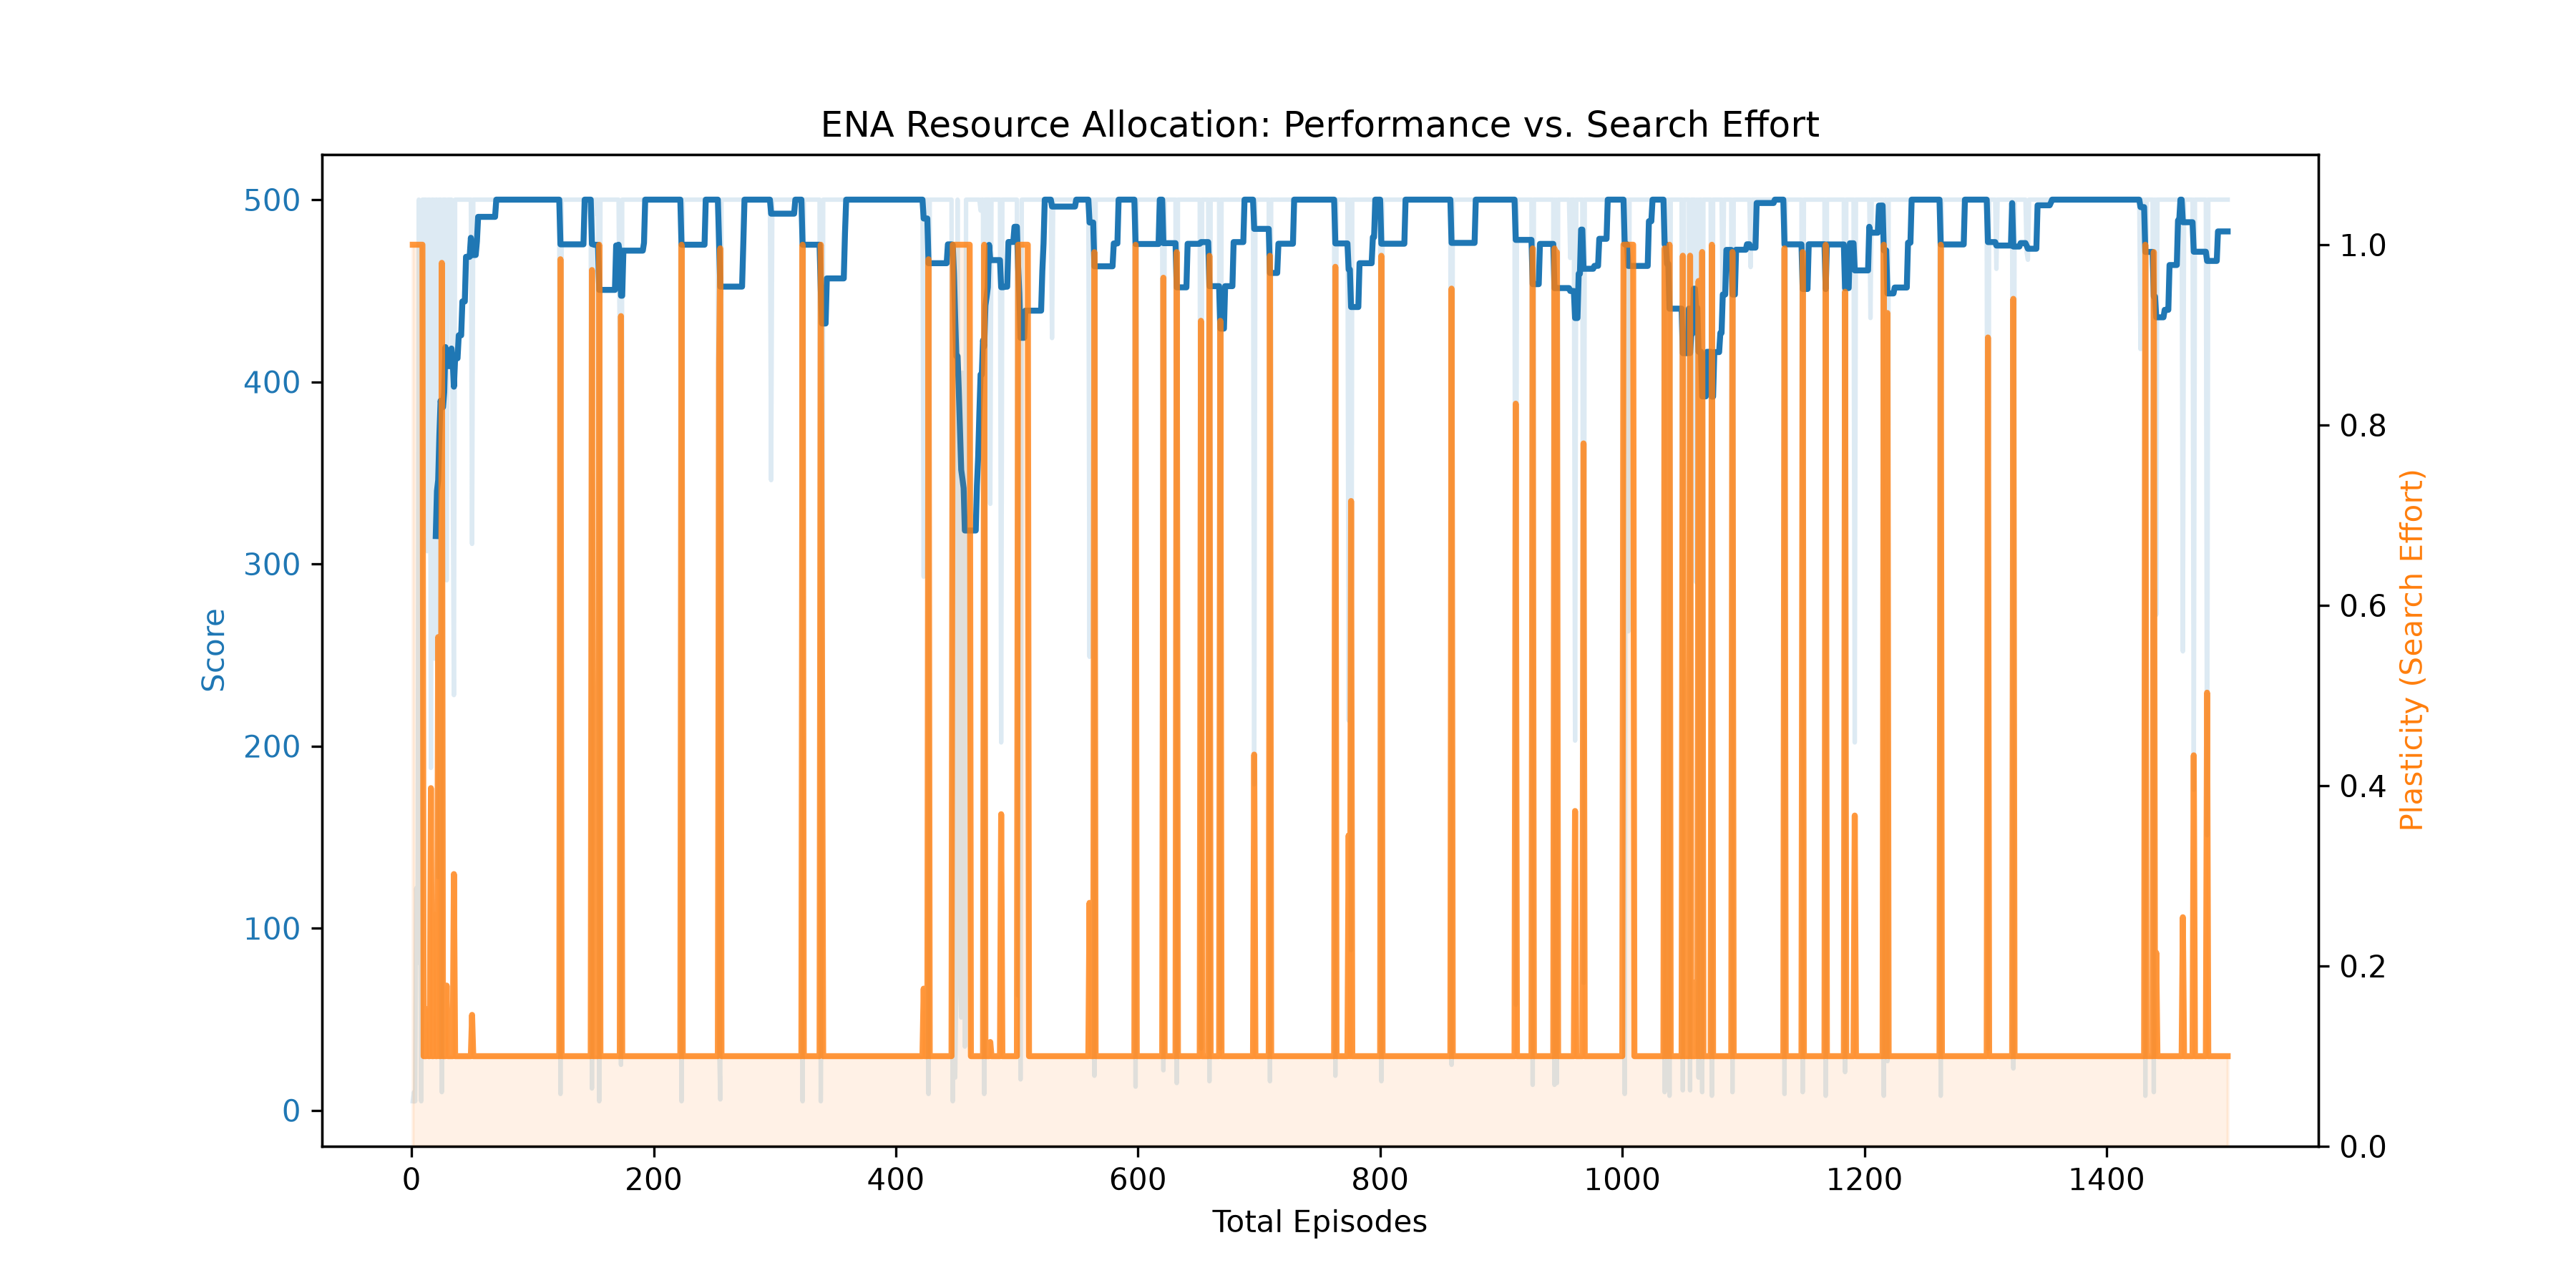 ENA Resource Allocation: Performance vs. Search Effort
500
400
300
200
100
0
Score
1.0
0.8
0.6
0.4
0.2
0.0
Plasticity (Search Effort)
0 200 400 600 800 1000 1200 1400
Total Episodes